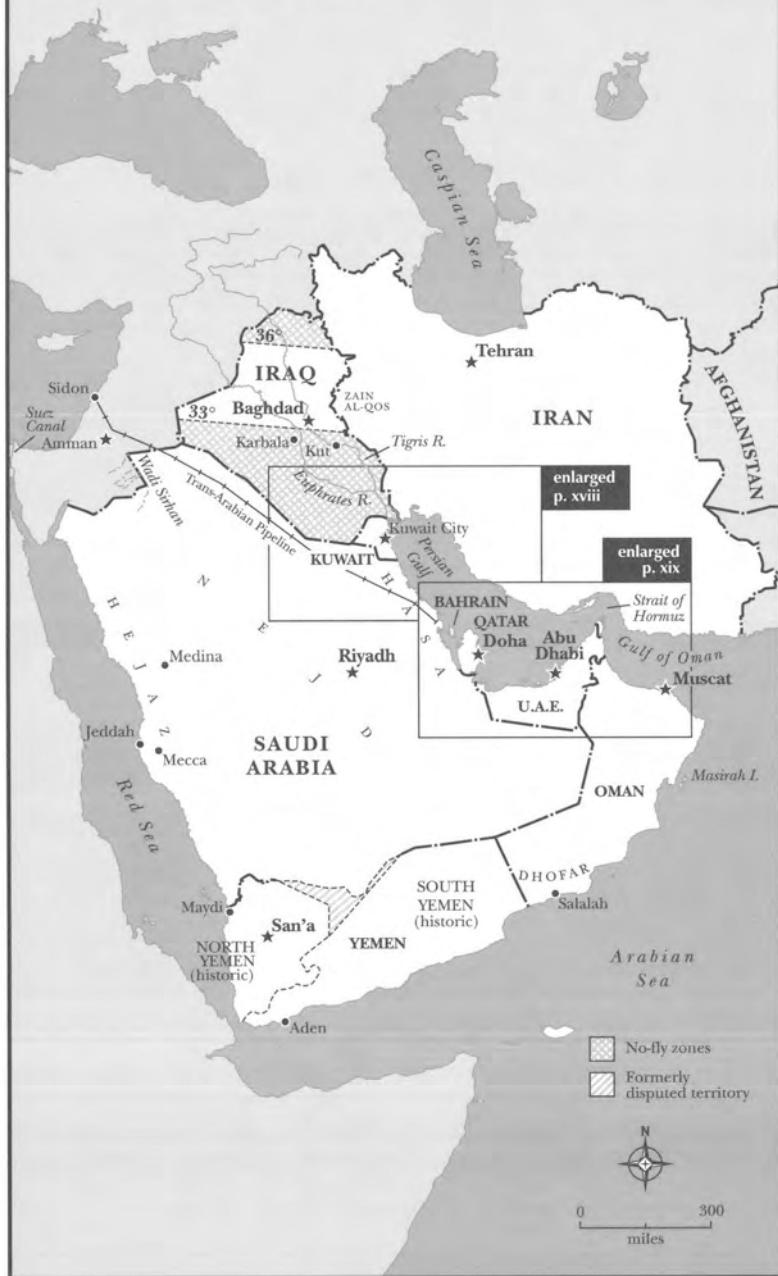 Caspian Sea
36°
IRAQ
Tehran
Sidon
ZAIN
AL-QOS
Suez
Canal
33°
Baghdad
IRAN
AFGHANISTAN
Amman
Karbala
Kut
Tigris R.
Wadi Sirhan
Euphrates R.
enlarged
p. xviii
Trans-Arabian Pipeline
Kuwait City
KUWAIT
Persian
Gulf
enlarged
p. xix
NEJD
HASA
HEJAZ
BAHRAIN
Strait of
Hormuz
QATAR
Doha
Abu
Dhabi
Gulf of Oman
Medina
Riyadh
Muscat
U.A.E.
Jeddah
Mecca
SAUDI
ARABIA
Red Sea
OMAN
Masirah I.
DHOFAR
SOUTH
YEMEN
(historic)
Salalah
Maydi
San'a
NORTH
YEMEN
(historic)
YEMEN
Arabian
Sea
Aden
No-fly zones
Formerly
disputed territory
N
0 300
miles